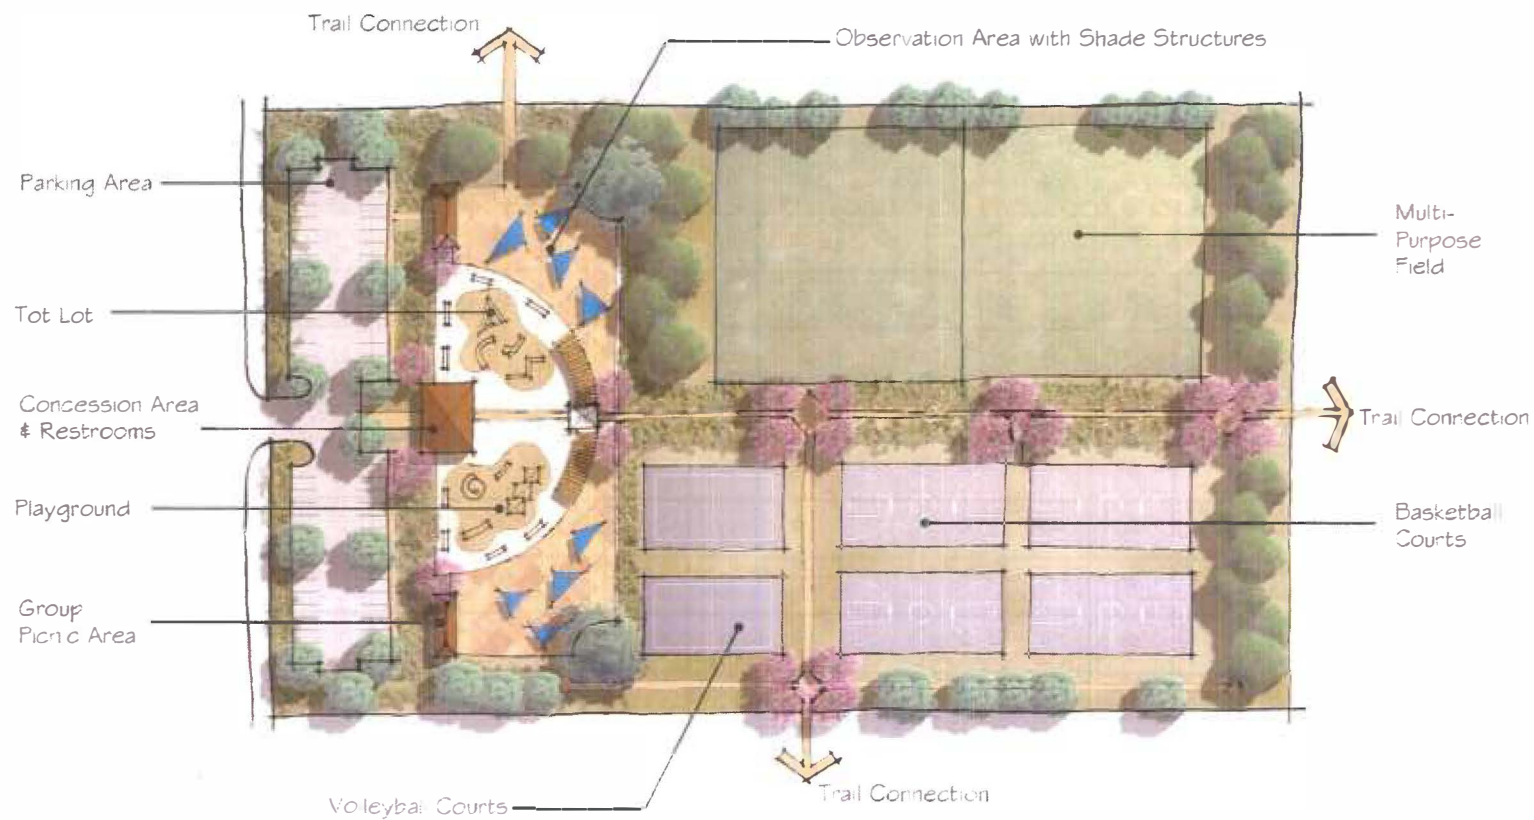 Trail Connection
Observation Area with Shade Structures
Parking Area
Multi-
Purpose
Field
Tot Lot
Concession Area
& Restrooms
Trail Connection
Playground
Basketball
Courts
Group
Picnic Area
Trail Connection
Volleyball Courts